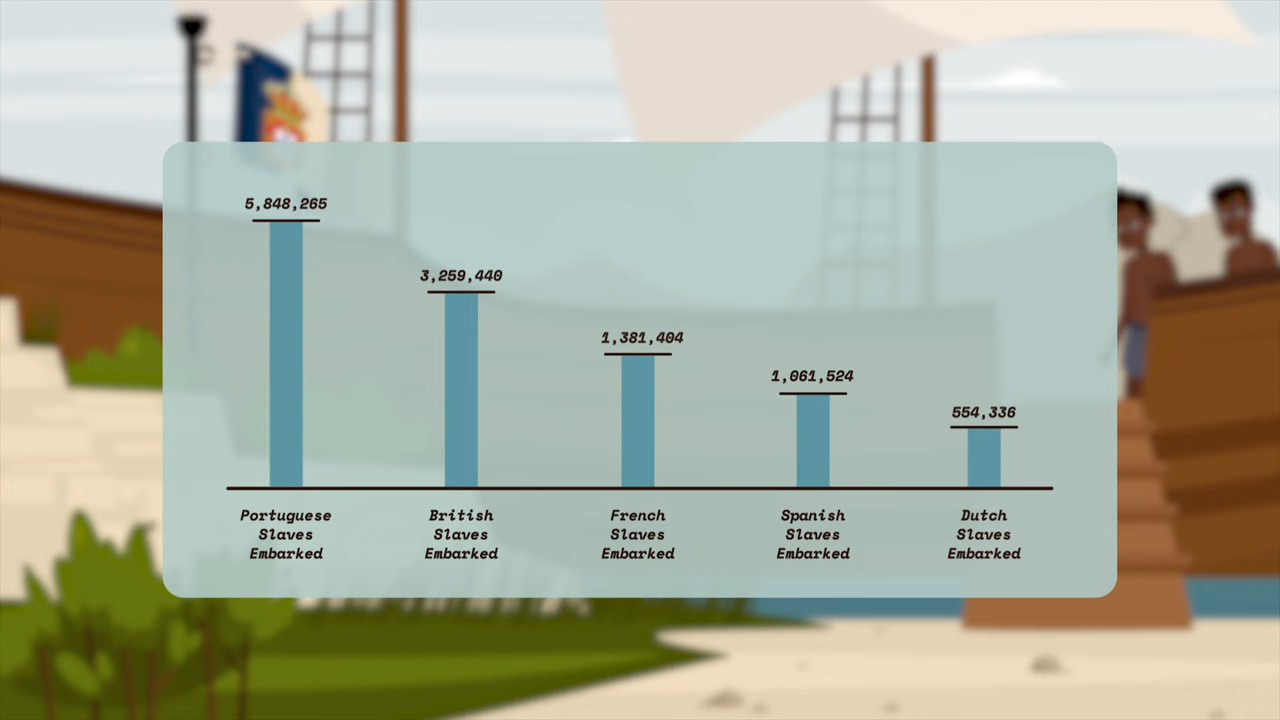 5,848,265
3,259,440
1,381,404
1,061,524
554,336
Portuguese
Slaves
Embarked
British
Slaves
Embarked
French
Slaves
Embarked
Spanish
Slaves
Embarked
Dutch
Slaves
Embarked